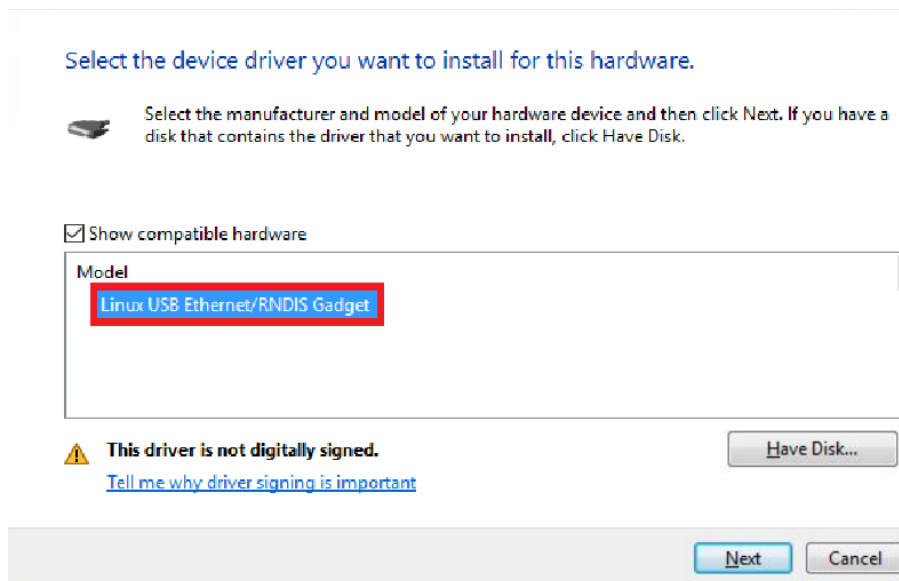 Select the device driver you want to install for this hardware.
Select the manufacturer and model of your hardware device and then click Next. If you have a
disk that contains the driver that you want to install, click Have Disk.
Show compatible hardware
Model
Linux USB Ethernet/RNDIS Gadget
This driver is not digitally signed.
Have Disk...
Tell me why driver signing is important
Next
Cancel